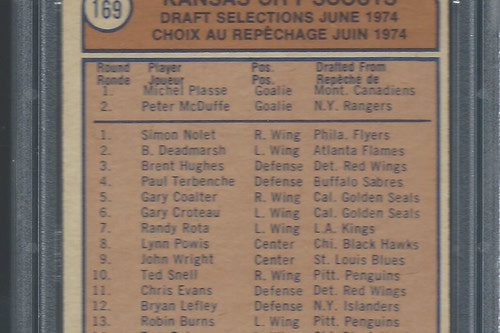 169
KANSAS CITY SCOUTS
DRAFT SELECTIONS JUNE 1974
CHOIX AU REPÊCHAGE JUIN 1974
Round Player Pos. Drafted From
Ronde Joueur Pos. Repêché de
1. Michel Plasse Goalie Mont. Canadiens
2. Peter McDuffe Goalie N.Y. Rangers
1. Simon Nolet R. Wing Phila. Flyers
2. B. Deadmarsh L. Wing Atlanta Flames
3. Brent Hughes Defense Det. Red Wings
4. Paul Terbenche Defense Buffalo Sabres
5. Gary Coalter R. Wing Cal. Golden Seals
6. Gary Croteau L. Wing Cal. Golden Seals
7. Randy Rota L. Wing L.A. Kings
8. Lynn Powis Center Chi. Black Hawks
9. John Wright Center St. Louis Blues
10. Ted Snell R. Wing Pitt. Penguins
11. Chris Evans Defense Det. Red Wings
12. Bryan Lefley Defense N.Y. Islanders
13. Robin Burns L. Wing Pitt. Penguins